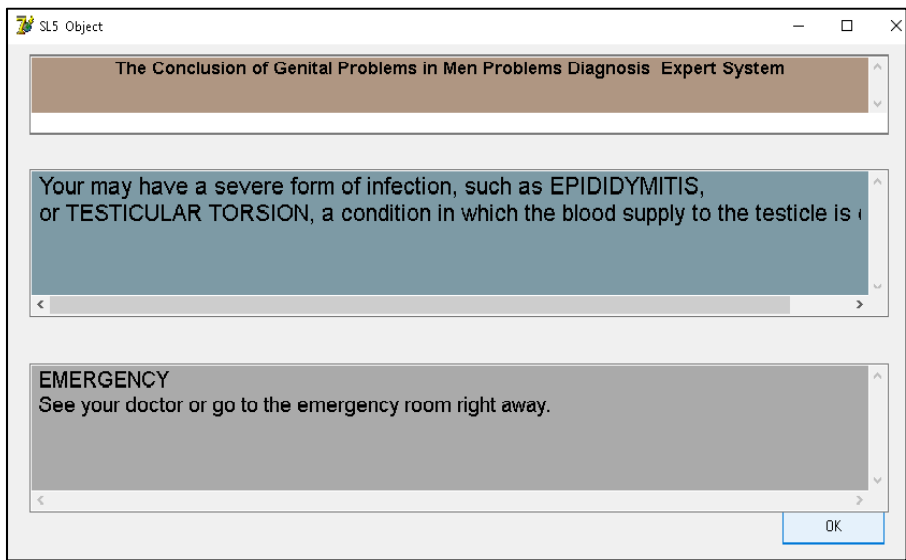 SL5 Object
The Conclusion of Genital Problems in Men Problems Diagnosis Expert System
Your may have a severe form of infection, such as EPIDIDYMITIS,
or TESTICULAR TORSION, a condition in which the blood supply to the testicle is
EMERGENCY
See your doctor or go to the emergency room right away.
OK